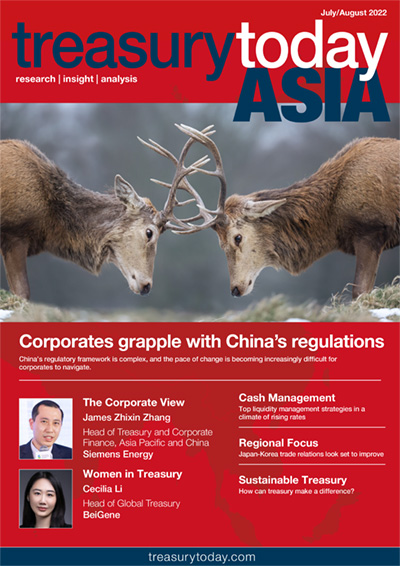 July/August 2022
treasurytoday
research | insight | analysis
ASIA
Corporates grapple with China's regulations
China's regulatory framework is complex, and the pace of change is becoming increasingly difficult for
corporates to navigate.
The Corporate View
James Zhixin Zhang
Head of Treasury and Corporate
Finance, Asia Pacific and China
Siemens Energy
Women in Treasury
Cecilia Li
Head of Global Treasury
BeiGene
Cash Management
Top liquidity management strategies in a
climate of rising rates
Regional Focus
Japan-Korea trade relations look set to improve
Sustainable Treasury
How can treasury make a difference?
treasurytoday.com